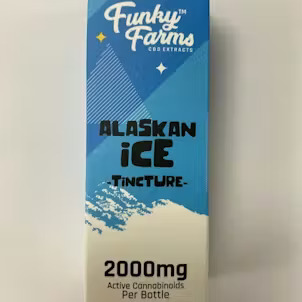 Funky™
Farms
CBD EXTRACTS
ALASKAN
iCE
-TiNCTURE-
2000mg
Active Cannabinoids
Per Bottle